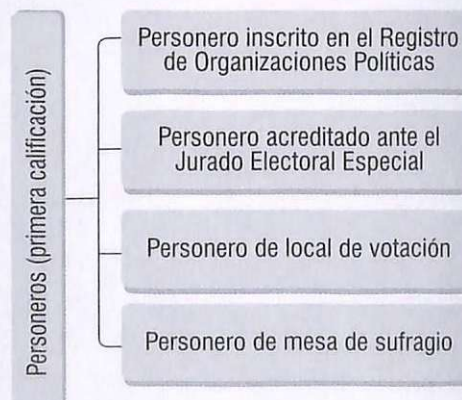 Personeros (primera calificación)
Personero inscrito en el Registro
de Organizaciones Políticas
Personero acreditado ante el
Jurado Electoral Especial
Personero de local de votación
Personero de mesa de sufragio